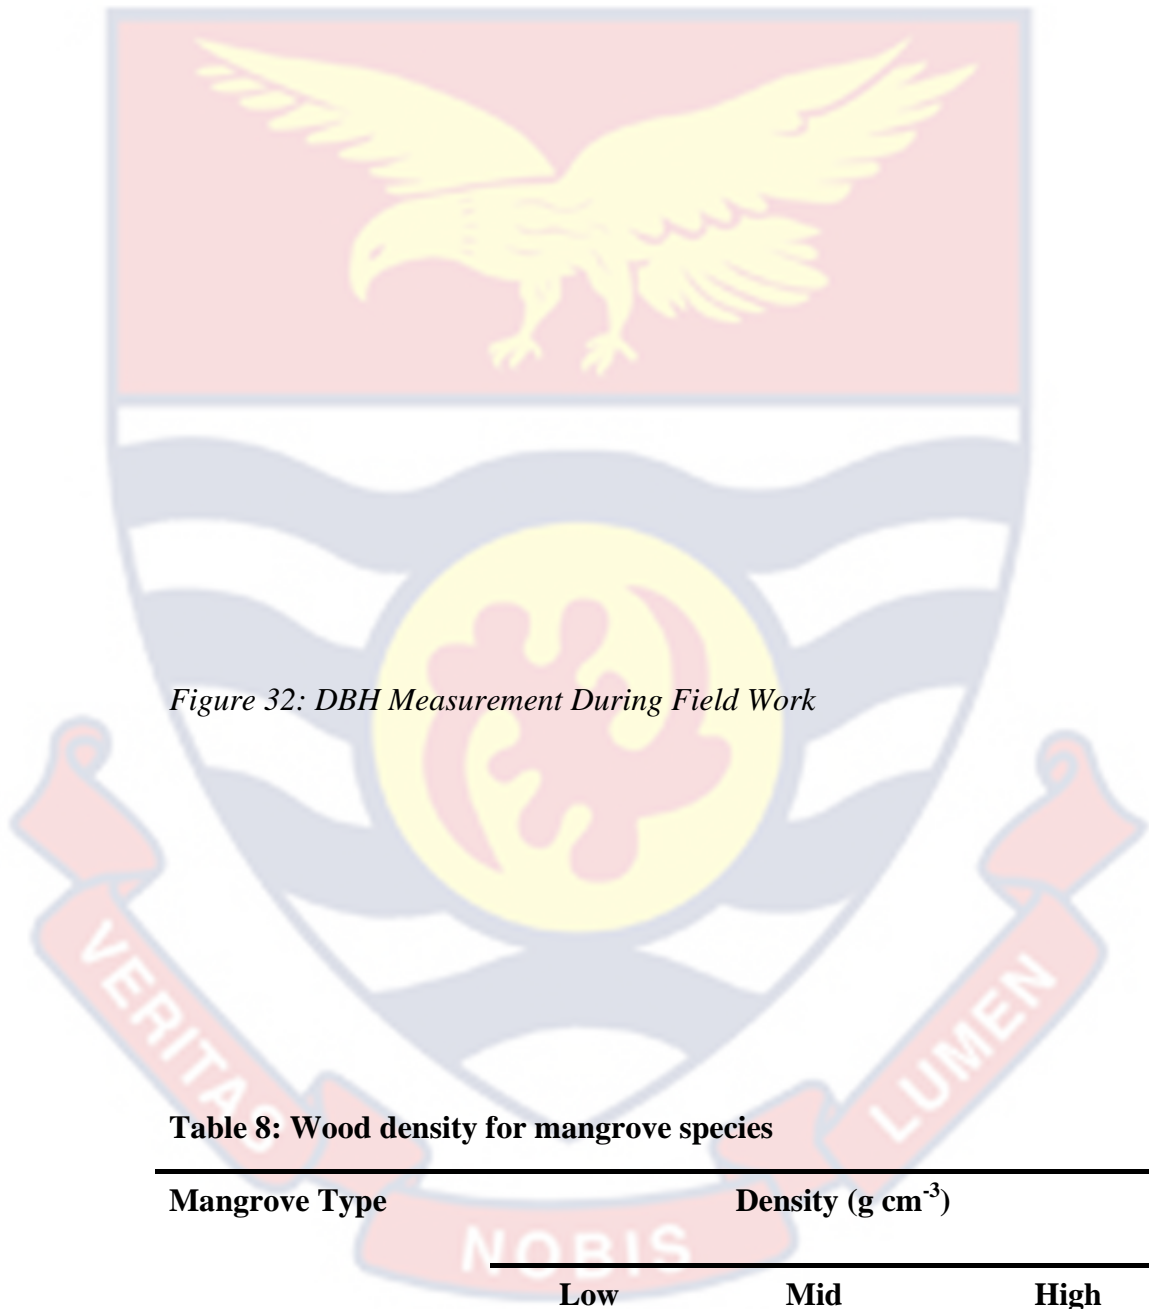 Figure 32: DBH Measurement During Field Work
VERITAS
NOBIS
LUMEN
Table 8: Wood density for mangrove species
Mangrove Type Density (g cm⁻³)
Low Mid High